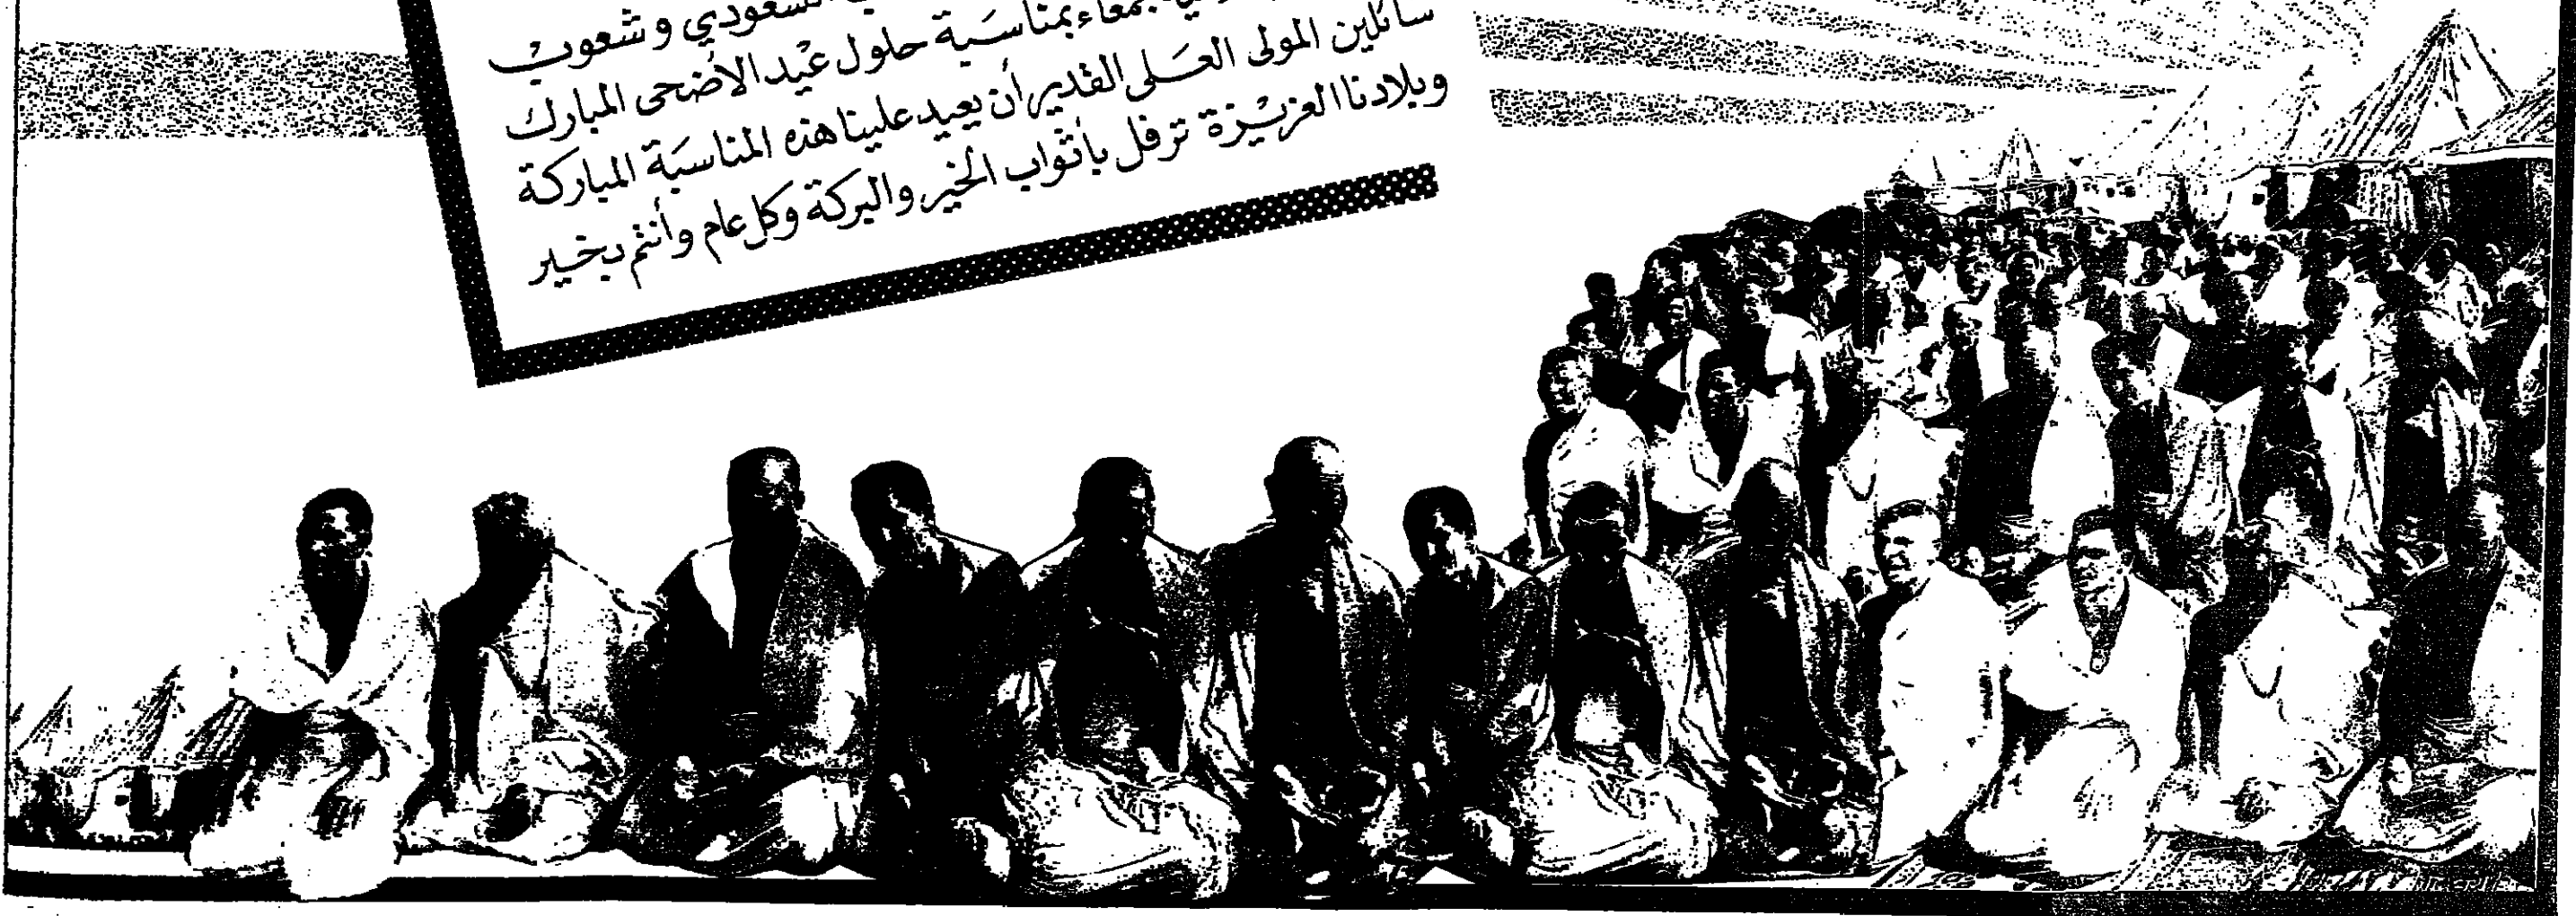 السعودي وشعوب
جمعاء بمناسبة حلول عيد الأضحى المبارك
سائلين المولى العلى القدير أن يعيد علينا هذه المناسبة المباركة
وبلادنا العزيزة ترفل بأثواب الخير والبركة وكل عام وأنتم بخير